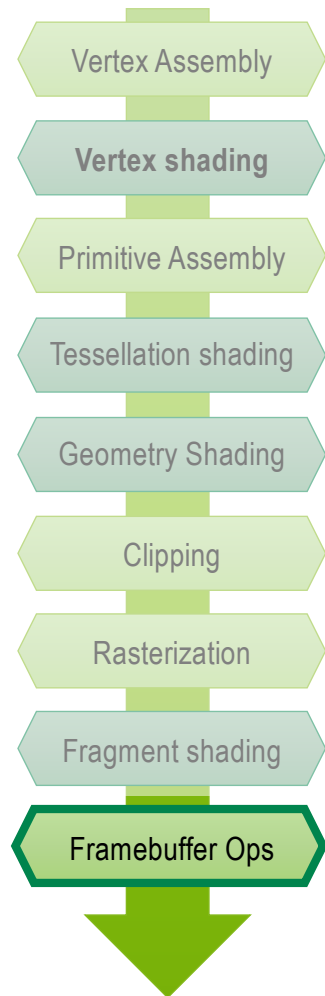 Vertex Assembly
Vertex shading
Primitive Assembly
Tessellation shading
Geometry Shading
Clipping
Rasterization
Fragment shading
Framebuffer Ops